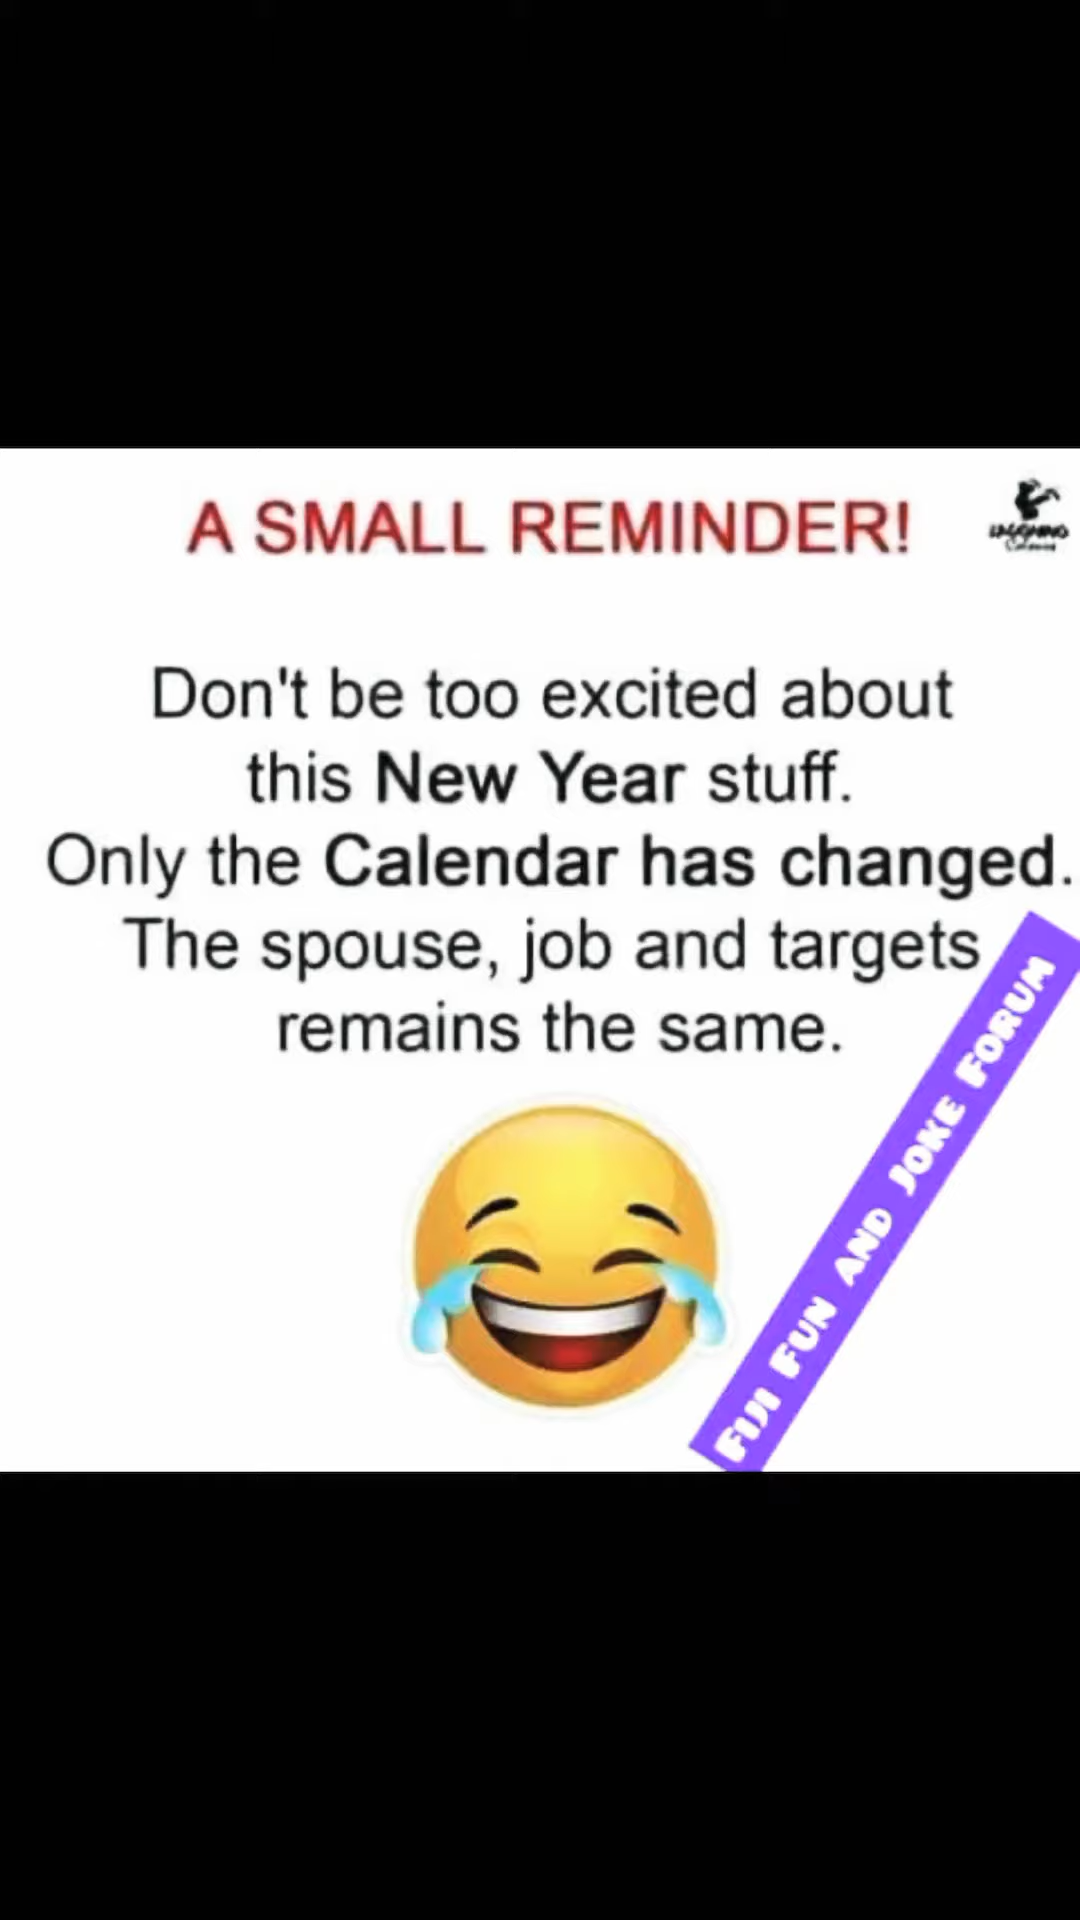 A SMALL REMINDER!
Don't be too excited about
this New Year stuff.
Only the Calendar has changed.
The spouse, job and targets
remains the same.
FIJI FUN AND JOKE FORUM